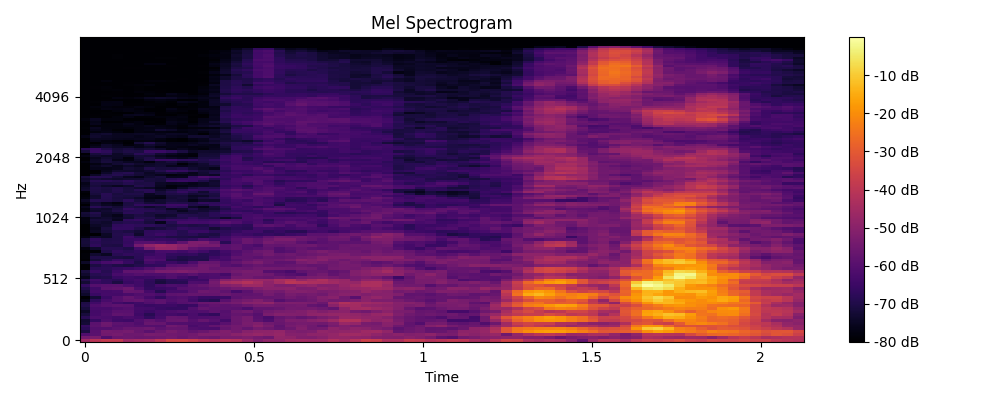 Mel Spectrogram
Hz
4096
2048
1024
512
0
0 0.5 1 1.5 2
Time
-10 dB
-20 dB
-30 dB
-40 dB
-50 dB
-60 dB
-70 dB
-80 dB